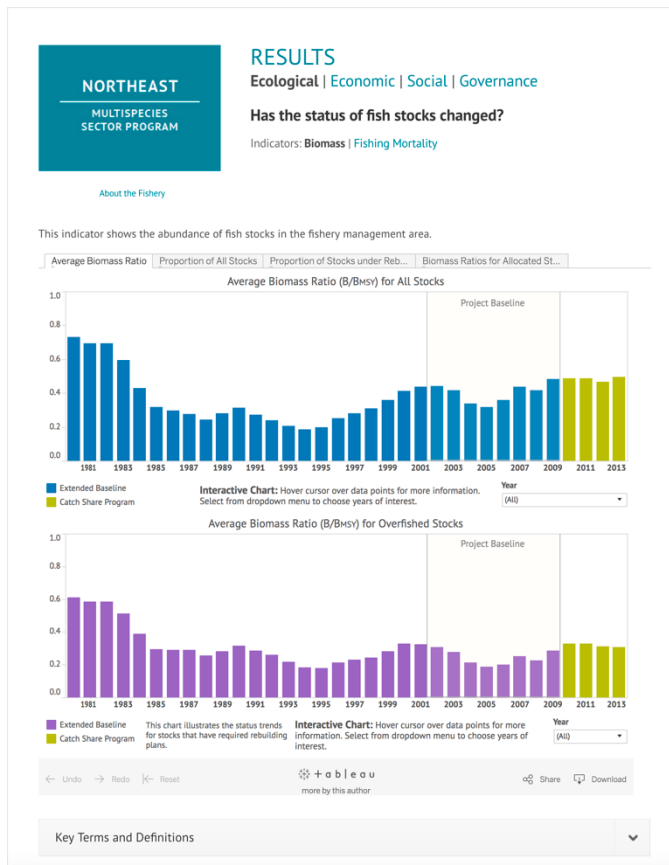 NORTHEAST
MULTISPECIES
SECTOR PROGRAM
About the Fishery
RESULTS
Ecological | Economic | Social | Governance
Has the status of fish stocks changed?
Indicators: Biomass | Fishing Mortality
This indicator shows the abundance of fish stocks in the fishery management area.
Average Biomass Ratio
Proportion of All Stocks
Proportion of Stocks under Reb...
Biomass Ratios for Allocated St...
Average Biomass Ratio (B/BMSY) for All Stocks
Project Baseline
1.0
0.8
0.6
0.4
0.2
0.0
1981 1983 1985 1987 1989 1991 1993 1995 1997 1999 2001 2003 2005 2007 2009 2011 2013
Extended Baseline
Catch Share Program
Interactive Chart: Hover cursor over data points for more information.
Select from dropdown menu to choose years of interest.
Year
(All)
Average Biomass Ratio (B/BMSY) for Overfished Stocks
Project Baseline
1.0
0.8
0.6
0.4
0.2
0.0
1981 1983 1985 1987 1989 1991 1993 1995 1997 1999 2001 2003 2005 2007 2009 2011 2013
Extended Baseline
Catch Share Program
This chart illustrates the status trends
for stocks that have required rebuilding
plans.
Interactive Chart: Hover cursor over data points for more
information. Select from dropdown menu to choose years of
interest.
Year
(All)
Undo
Redo
Reset
+ a b l e a u
more by this author
Share
Download
Key Terms and Definitions